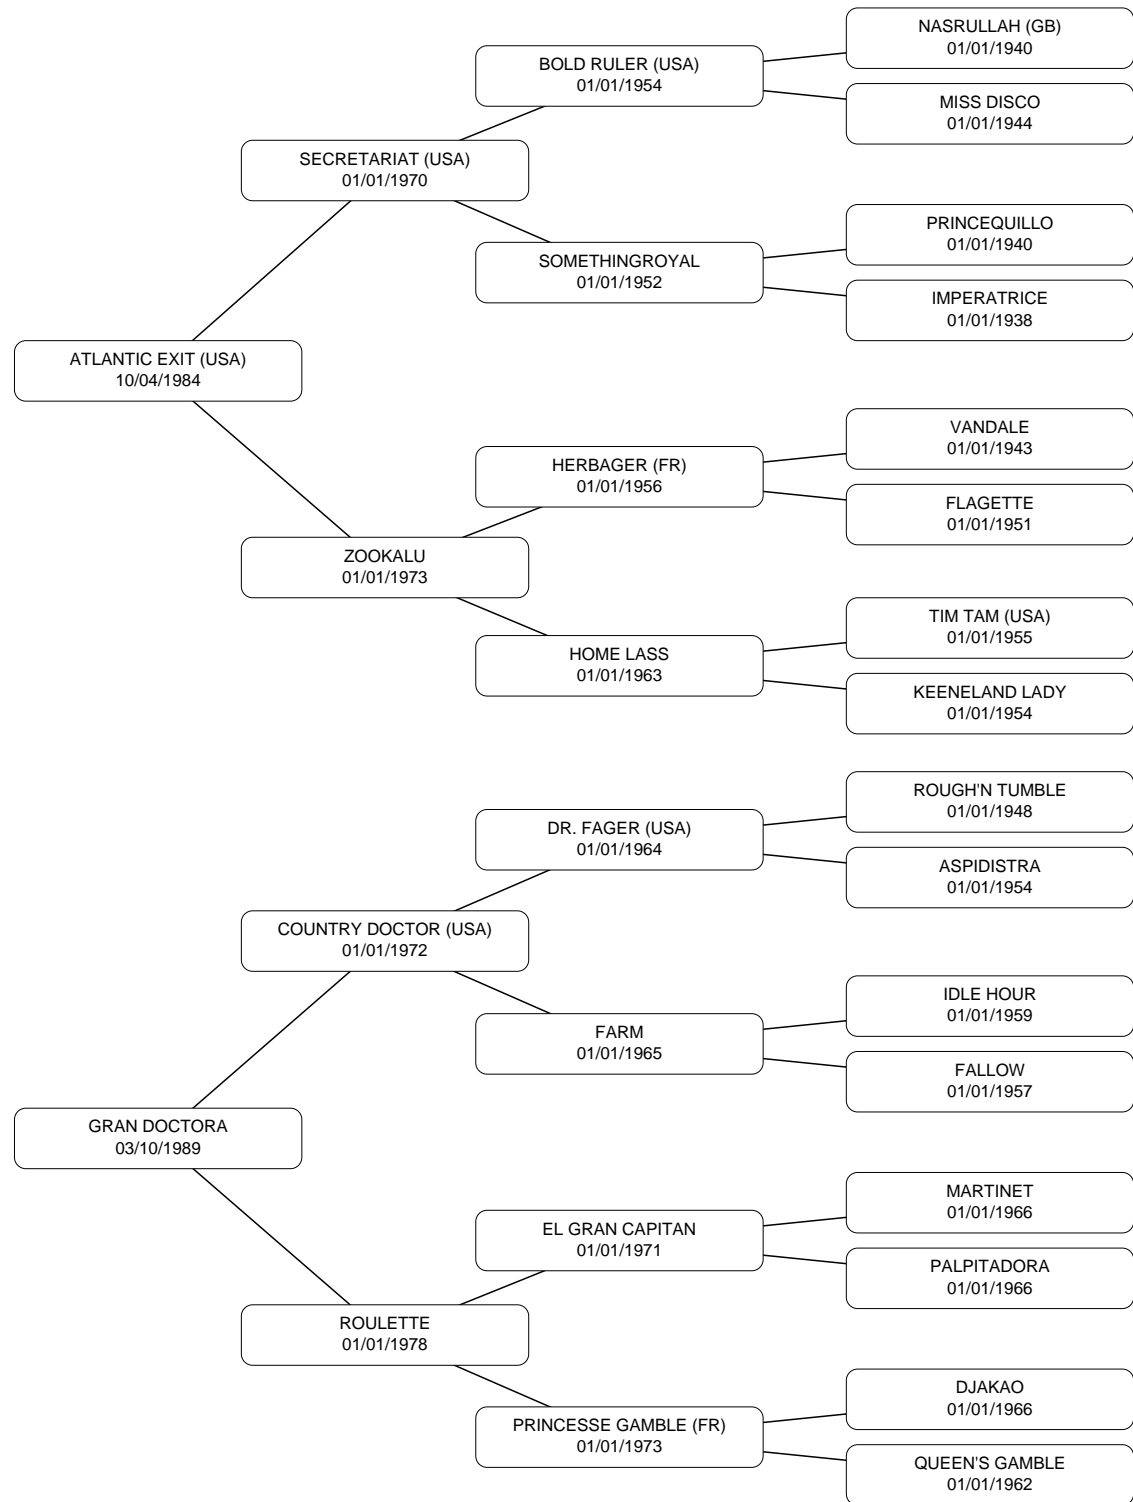 NASRULLAH (GB)
01/01/1940
BOLD RULER (USA)
01/01/1954
MISS DISCO
01/01/1944
SECRETARIAT (USA)
01/01/1970
PRINCEQUILLO
01/01/1940
SOMETHINGROYAL
01/01/1952
IMPERATRICE
01/01/1938
ATLANTIC EXIT (USA)
10/04/1984
VANDALE
01/01/1943
HERBAGER (FR)
01/01/1956
FLAGETTE
01/01/1951
ZOOKALU
01/01/1973
TIM TAM (USA)
01/01/1955
HOME LASS
01/01/1963
KEENELAND LADY
01/01/1954
ROUGH'N TUMBLE
01/01/1948
DR. FAGER (USA)
01/01/1964
ASPIDISTRA
01/01/1954
COUNTRY DOCTOR (USA)
01/01/1972
IDLE HOUR
01/01/1959
FARM
01/01/1965
FALLOW
01/01/1957
GRAN DOCTORA
03/10/1989
MARTINET
01/01/1966
EL GRAN CAPITAN
01/01/1971
PALPITADORA
01/01/1966
ROULETTE
01/01/1978
DJAKAO
01/01/1966
PRINCESSE GAMBLE (FR)
01/01/1973
QUEEN'S GAMBLE
01/01/1962